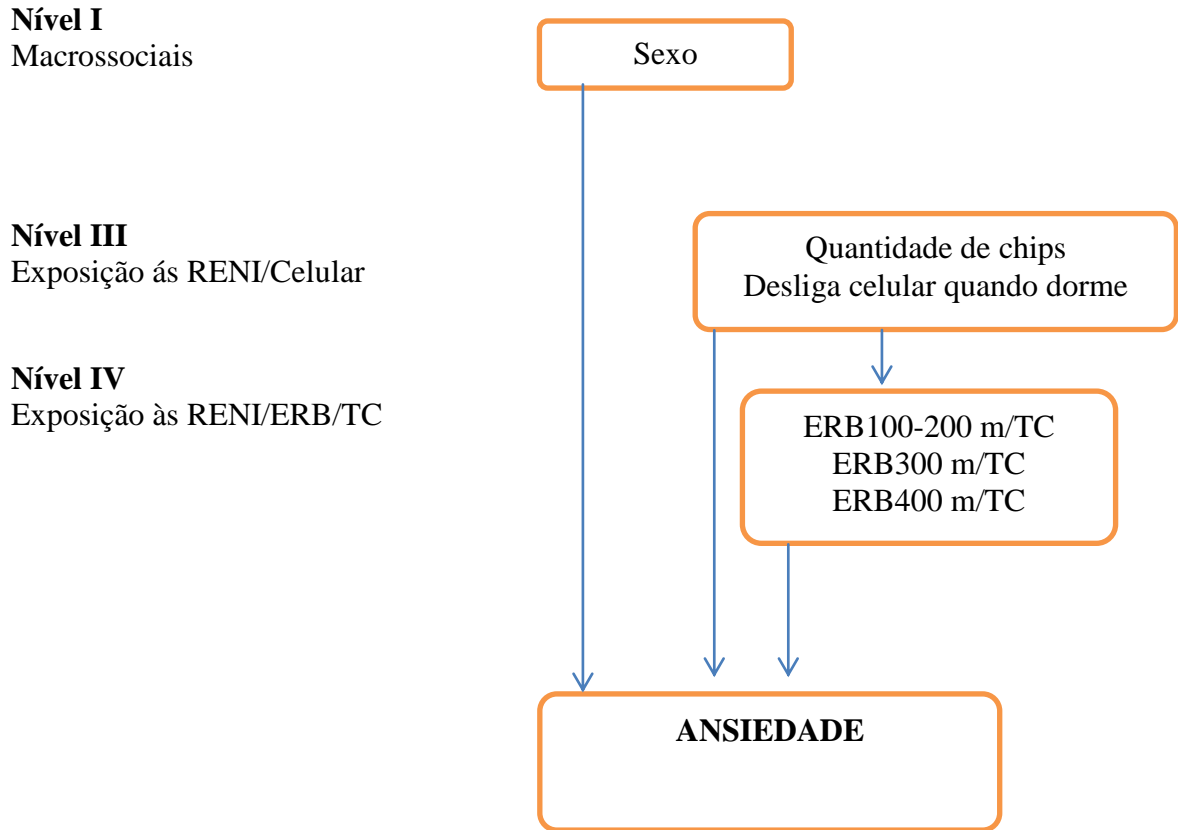 Nível I
Macrossociais
Sexo
Nível III
Exposição ás RENI/Celular
Quantidade de chips
Desliga celular quando dorme
Nível IV
Exposição às RENI/ERB/TC
ERB100-200 m/TC
ERB300 m/TC
ERB400 m/TC
ANSIEDADE